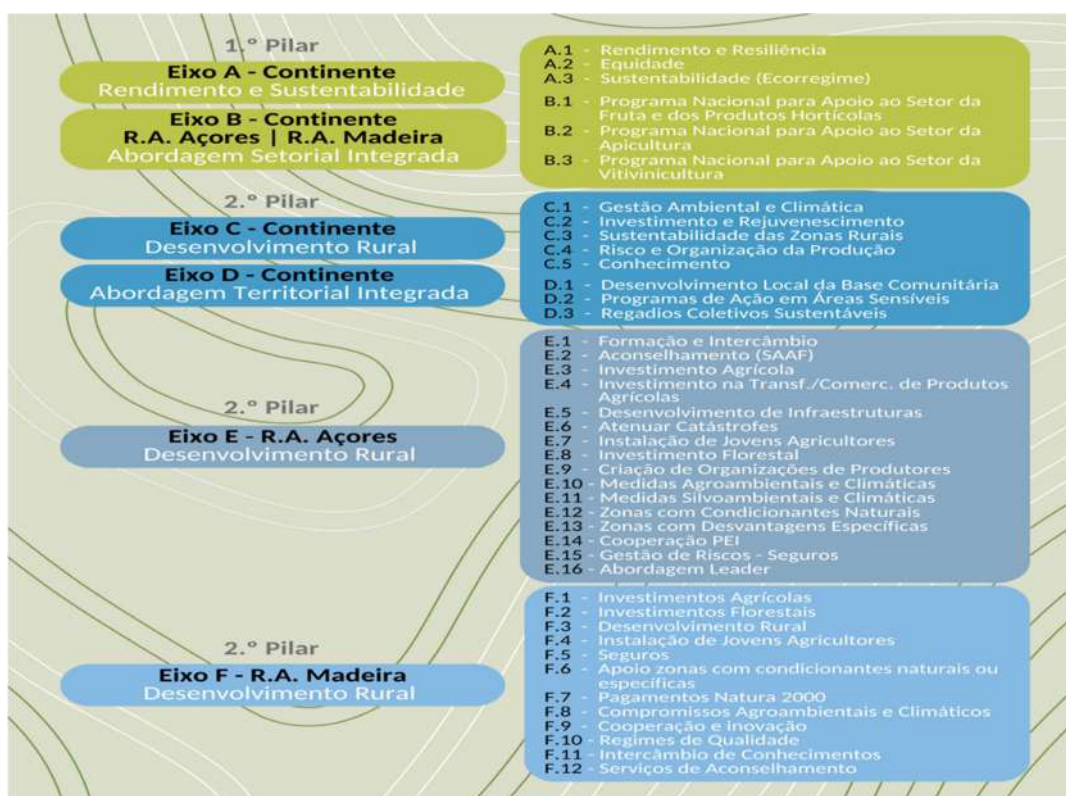 1.º Pilar
Eixo A - Continente
Rendimento e Sustentabilidade
A.1 - Rendimento e Resiliência
A.2 - Equidade
A.3 - Sustentabilidade (Ecorregime)
Eixo B - Continente
R.A. Açores | R.A. Madeira
Abordagem Setorial Integrada
B.1 - Programa Nacional para Apoio ao Setor da
Fruta e dos Produtos Hortícolas
B.2 - Programa Nacional para Apoio ao Setor da
Apicultura
B.3 - Programa Nacional para Apoio ao Setor da
Vitivinicultura
2.º Pilar
Eixo C - Continente
Desenvolvimento Rural
C.1 - Gestão Ambiental e Climática
C.2 - Investimento e Rejuvenescimento
C.3 - Sustentabilidade das Zonas Rurais
C.4 - Risco e Organização da Produção
C.5 - Conhecimento
Eixo D - Continente
Abordagem Territorial Integrada
D.1 - Desenvolvimento Local da Base Comunitária
D.2 - Programas de Ação em Áreas Sensíveis
D.3 - Regadios Coletivos Sustentáveis
2.º Pilar
Eixo E - R.A. Açores
Desenvolvimento Rural
E.1 - Formação e Intercâmbio
E.2 - Aconselhamento (SAAF)
E.3 - Investimento Agrícola
E.4 - Investimento na Transf./Comerc. de Produtos
Agrícolas
E.5 - Desenvolvimento de Infraestruturas
E.6 - Atenuar Catástrofes
E.7 - Instalação de Jovens Agricultores
E.8 - Investimento Florestal
E.9 - Criação de Organizações de Produtores
E.10 - Medidas Agroambientais e Climáticas
E.11 - Medidas Silvoambientais e Climáticas
E.12 - Zonas com Condicionantes Naturais
E.13 - Zonas com Desvantagens Específicas
E.14 - Cooperação PEI
E.15 - Gestão de Riscos - Seguros
E.16 - Abordagem Leader
2.º Pilar
Eixo F - R.A. Madeira
Desenvolvimento Rural
F.1 - Investimentos Agrícolas
F.2 - Investimentos Florestais
F.3 - Desenvolvimento Rural
F.4 - Instalação de Jovens Agricultores
F.5 - Seguros
F.6 - Apoio zonas com condicionantes naturais ou
específicas
F.7 - Pagamentos Natura 2000
F.8 - Compromissos Agroambientais e Climáticos
F.9 - Cooperação e inovação
F.10 - Regimes de Qualidade
F.11 - Intercâmbio de Conhecimentos
F.12 - Serviços de Aconselhamento